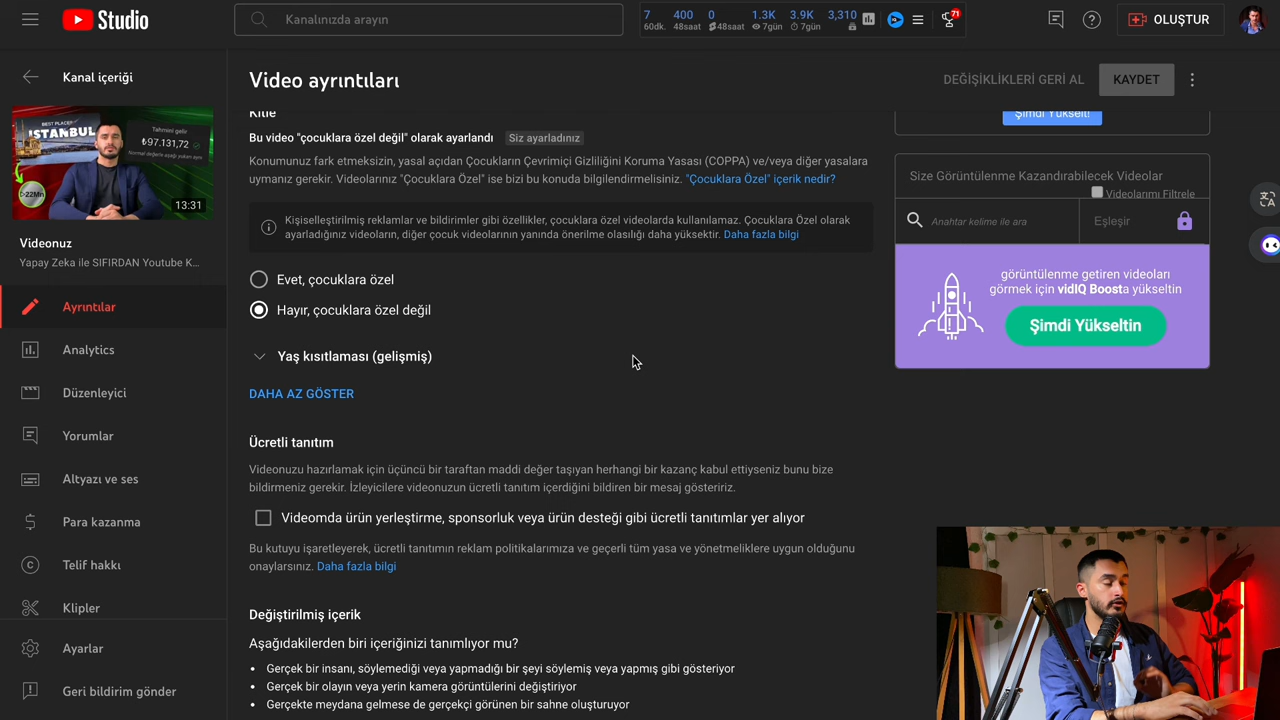 Studio
Kanalınızda arayın
7 400 0 1.3K 3.9K 3,310
60dk. 48saat 48saat 7gün 7gün
71
OLUŞTUR
Kanal içeriği
BEST PLACE?
ISTANBUL
Tahmini gelir
₺97.131,72
13:31
Videonuz
Yapay Zeka ile SIFIRDAN Youtube K...
Ayrıntılar
Analytics
Düzenleyici
Yorumlar
Altyazı ve ses
Para kazanma
Telif hakkı
Klipler
Ayarlar
Geri bildirim gönder
Video ayrıntıları
DEĞİŞİKLİKLERİ GERİ AL
KAYDET
Kitle
Bu video "çocuklara özel değil" olarak ayarlandı Siz ayarladınız
Konumunuz fark etmeksizin, yasal açıdan Çocukların Çevrimiçi Gizliliğini Koruma Yasası (COPPA) ve/veya diğer yasalara
uymanız gerekir. Videolarınız "Çocuklara Özel" ise bizi bu konuda bilgilendirmelisiniz. "Çocuklara Özel" içerik nedir?
Kişiselleştirilmiş reklamlar ve bildirimler gibi özellikler, çocuklara özel videolarda kullanılamaz. Çocuklara Özel olarak
ayarladığınız videoların, diğer çocuk videolarının yanında önerilme olasılığı daha yüksektir. Daha fazla bilgi
Evet, çocuklara özel
Hayır, çocuklara özel değil
Yaş kısıtlaması (gelişmiş)
DAHA AZ GÖSTER
Ücretli tanıtım
Videonuzu hazırlamak için üçüncü bir taraftan maddi değer taşıyan herhangi bir kazanç kabul ettiyseniz bunu bize
bildirmeniz gerekir. İzleyicilere videonuzun ücretli tanıtım içerdiğini bildiren bir mesaj gösteririz.
Videomda ürün yerleştirme, sponsorluk veya ürün desteği gibi ücretli tanıtımlar yer alıyor
Bu kutuyu işaretleyerek, ücretli tanıtımın reklam politikalarımıza ve geçerli tüm yasa ve yönetmeliklere uygun olduğunu
onaylarsınız. Daha fazla bilgi
Değiştirilmiş içerik
Aşağıdakilerden biri içeriğinizi tanımlıyor mu?
• Gerçek bir insanı, söylemediği veya yapmadığı bir şeyi söylemiş veya yapmış gibi gösteriyor
• Gerçek bir olayın veya yerin kamera görüntülerini değiştiriyor
• Gerçekte meydana gelmese de gerçekçi görünen bir sahne oluşturuyor
Şimdi Yükselt!
Size Görüntülenme Kazandırabilecek Videolar
Videolarımı Filtrele
Anahtar kelime ile ara
Eşleşir
görüntülenme getiren videoları
görmek için vidIQ Boosta yükseltin
Şimdi Yükseltin